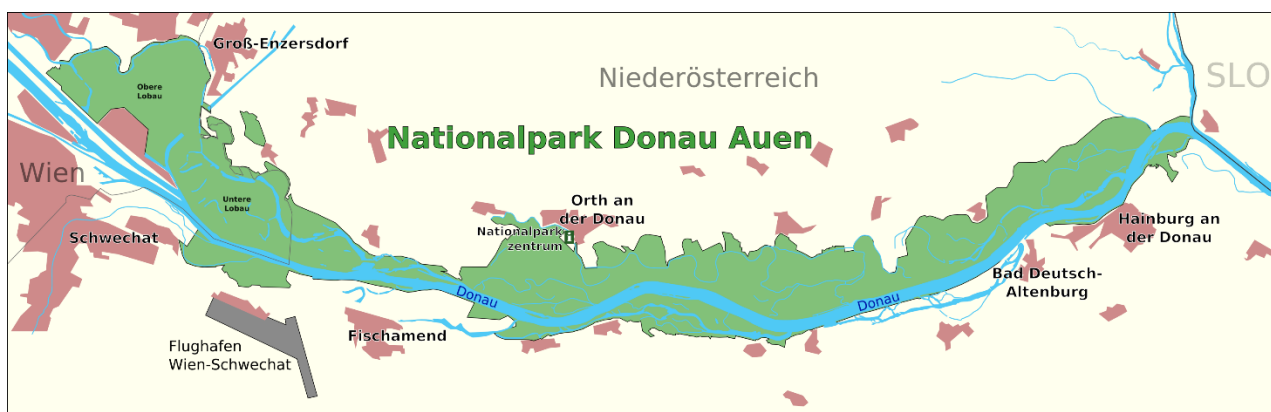 Groß-Enzersdorf
Niederösterreich
SLO
Obere
Lobau
Nationalpark Donau Auen
Wien
Untere
Lobau
Orth an
der Donau
Nationalpark
zentrum
i
Schwechat
Hainburg an
der Donau
Bad Deutsch-
Altenburg
Donau
Donau
Fischamend
Flughafen
Wien-Schwechat